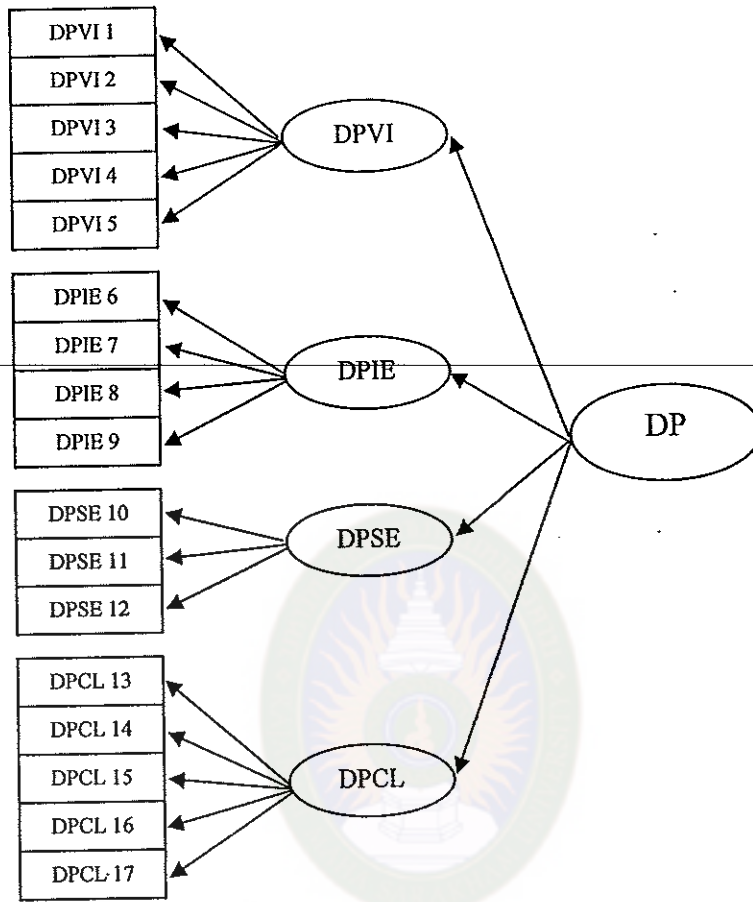 DPVI 1
DPVI 2
DPVI 3
DPVI 4
DPVI 5
DPVI
DPIE 6
DPIE 7
DPIE 8
DPIE 9
DPIE
DP
DPSE 10
DPSE 11
DPSE 12
DPSE
DPCL 13
DPCL 14
DPCL 15
DPCL 16
DPCL 17
DPCL